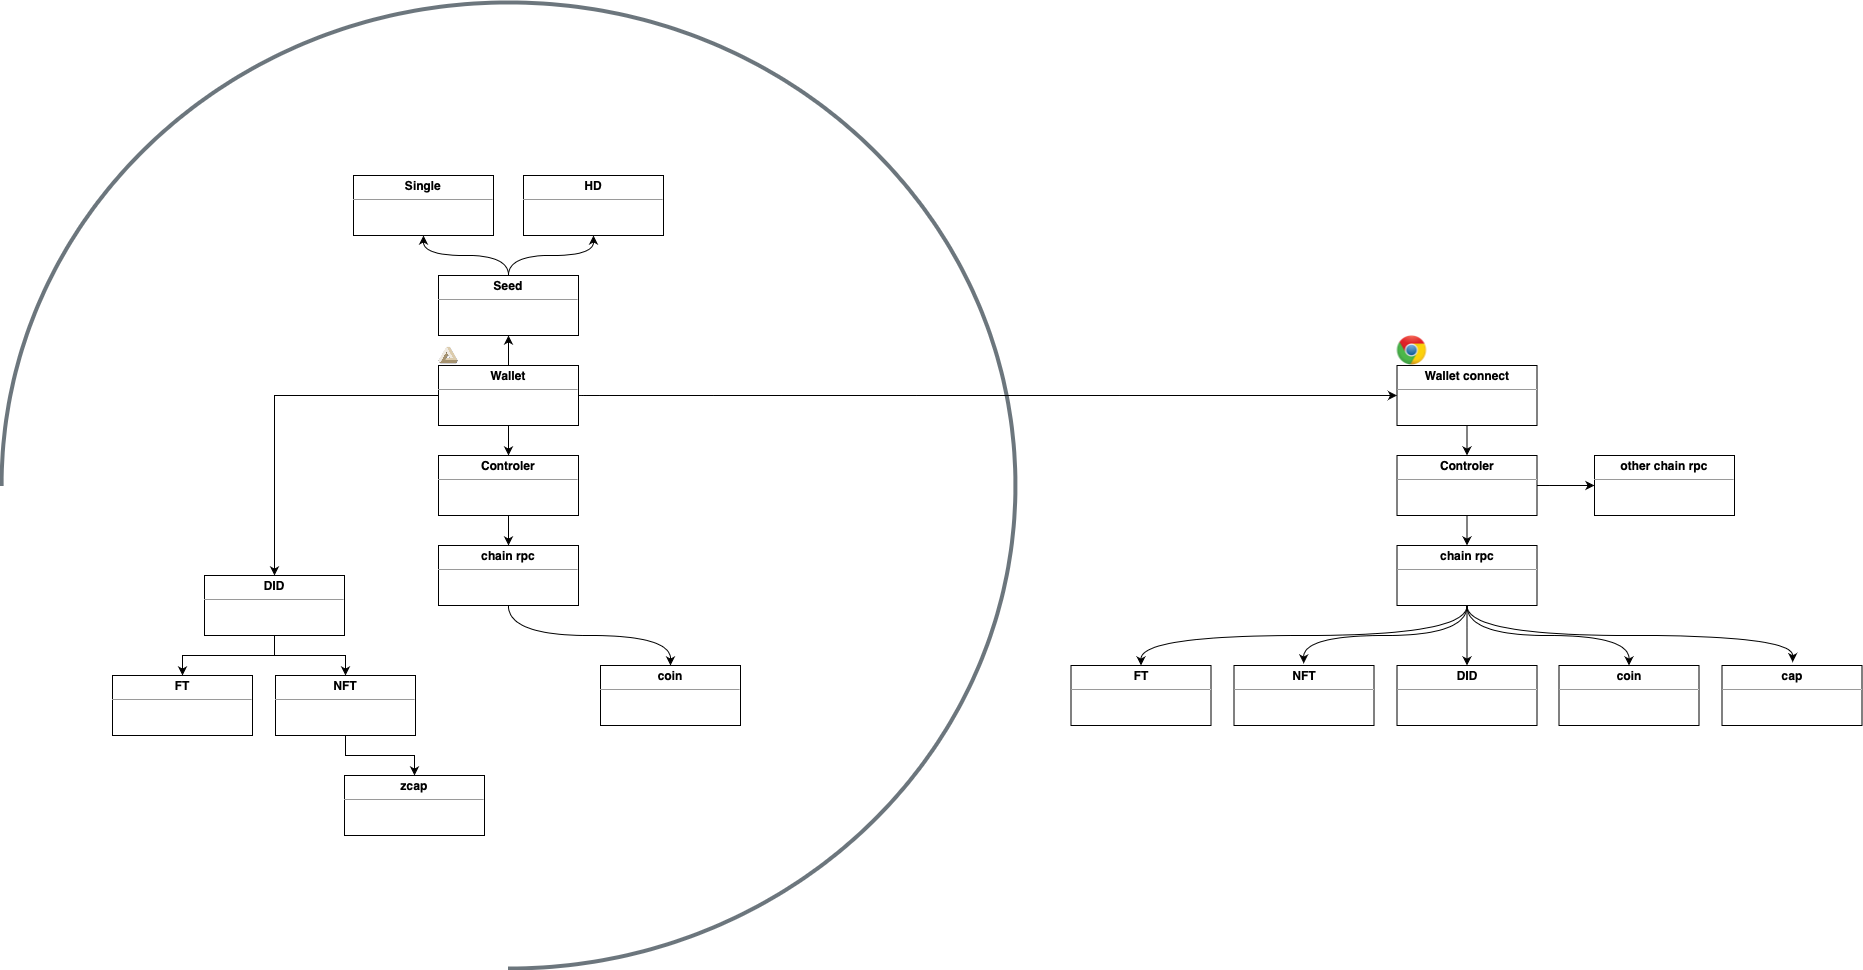 Single
HD
Seed
Wallet
Wallet connect
Controler
Controler
other chain rpc
chain rpc
chain rpc
DID
FT
NFT
coin
FT
NFT
DID
coin
cap
zcap